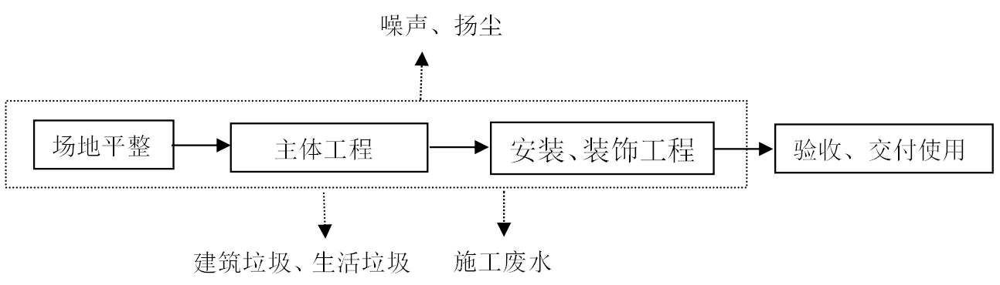 噪声、扬尘
场地平整
主体工程
安装、装饰工程
验收、交付使用
建筑垃圾、生活垃圾
施工废水